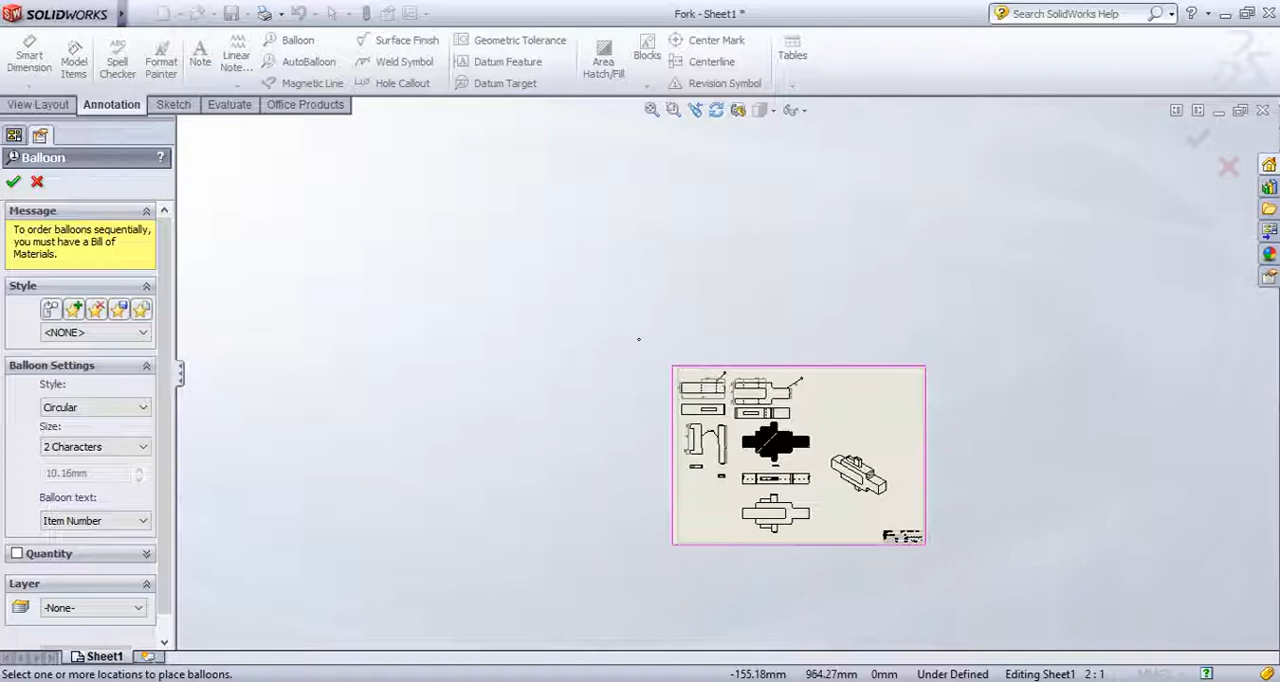 SOLIDWORKS
Fork - Sheet1 *
Search SolidWorks Help
Smart Dimension
Model Items
Spell Checker
Format Painter
Note
Linear Note...
Balloon
AutoBalloon
Magnetic Line
Surface Finish
Weld Symbol
Hole Callout
Geometric Tolerance
Datum Feature
Datum Target
Area Hatch/Fill
Blocks
Center Mark
Centerline
Revision Symbol
Tables
View Layout Annotation Sketch Evaluate Office Products
Balloon ?
Message
To order balloons sequentially,
you must have a Bill of
Materials.
Style
<NONE>
Balloon Settings
Style:
Circular
Size:
2 Characters
10.16mm
Balloon text:
Item Number
Quantity
Layer
-None-
Sheet1
Select one or more locations to place balloons. -155.18mm 964.27mm 0mm Under Defined Editing Sheet1 2 : 1